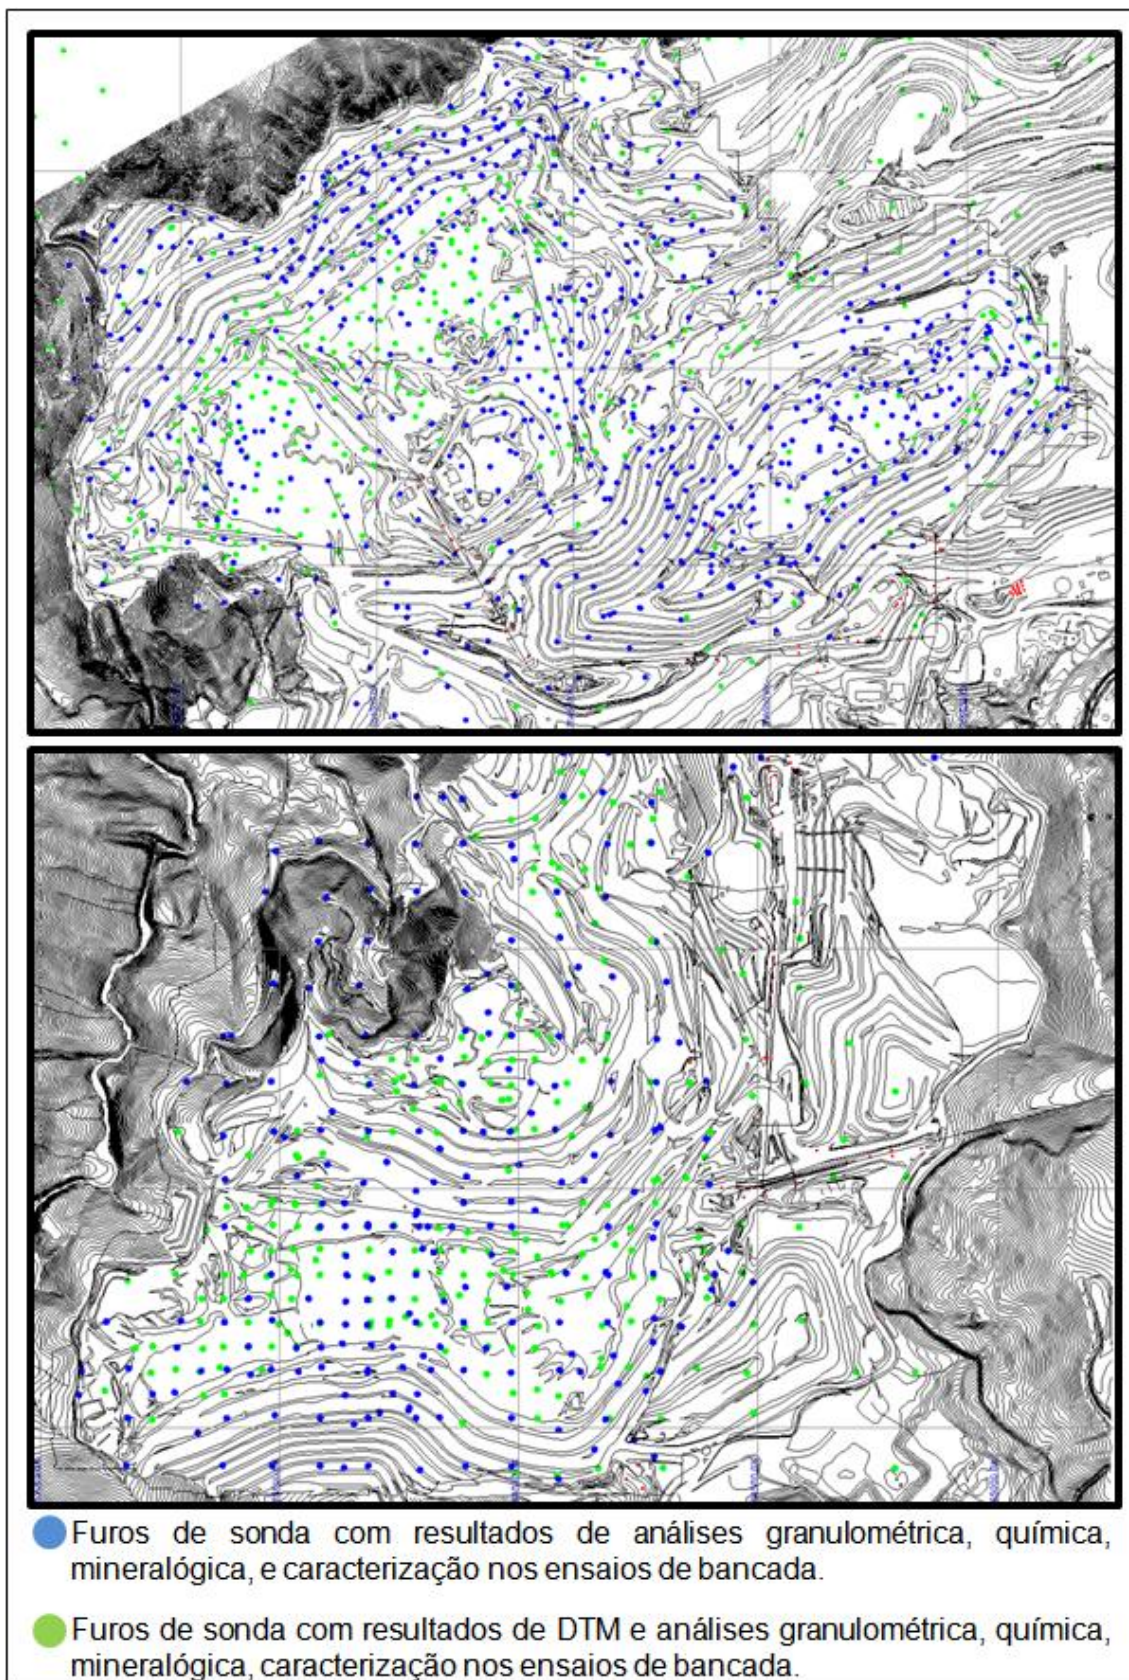 Furos de sonda com resultados de análises granulométrica, química,
mineralógica, e caracterização nos ensaios de bancada.
Furos de sonda com resultados de DTM e análises granulométrica, química,
mineralógica, caracterização nos ensaios de bancada.